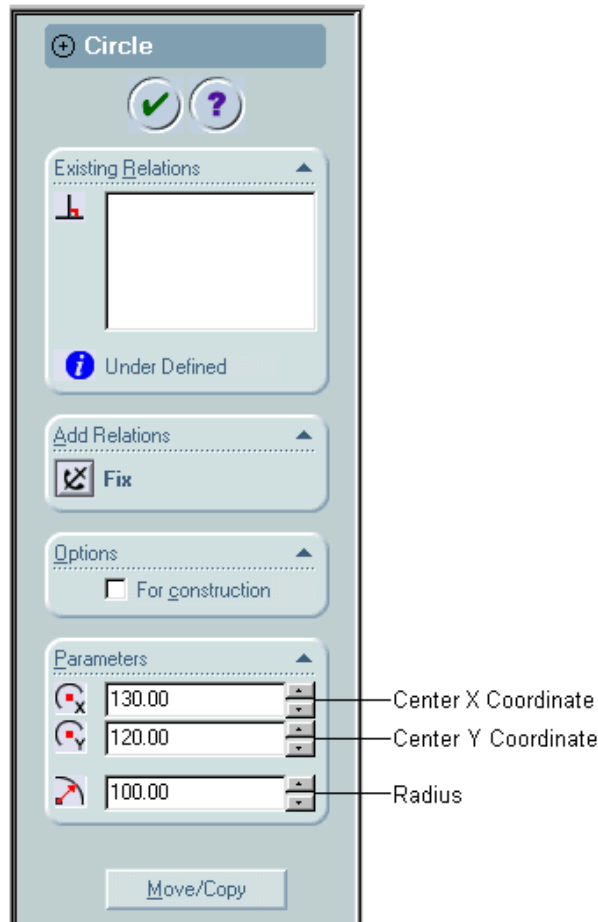 Circle
?
Existing Relations
i Under Defined
Add Relations
Fix
Options
For construction
Parameters
X 130.00 Center X Coordinate
Y 120.00 Center Y Coordinate
100.00 Radius
Move/Copy